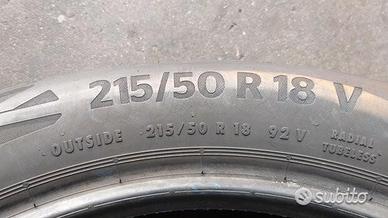 215/50 R 18 V
OUTSIDE 215/50 R 18 92 V RADIAL
TUBELESS
subito